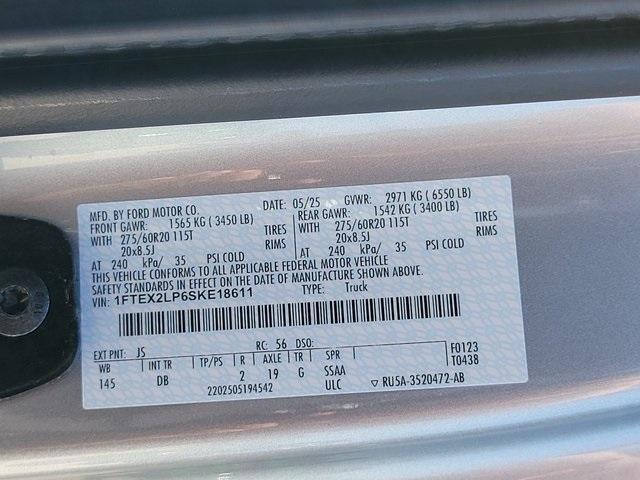 MFD. BY FORD MOTOR CO. DATE: 05/25 GVWR: 2971 KG ( 6550 LB)
FRONT GAWR: 1565 KG ( 3450 LB) REAR GAWR: 1542 KG ( 3400 LB)
WITH 275/60R20 115T TIRES WITH 275/60R20 115T TIRES
20x8.5J RIMS 20x8.5J RIMS
AT 240 kPa/ 35 PSI COLD AT 240 kPa/ 35 PSI COLD
THIS VEHICLE CONFORMS TO ALL APPLICABLE FEDERAL MOTOR VEHICLE
SAFETY STANDARDS IN EFFECT ON THE DATE OF MANUFACTURE SHOWN ABOVE.
VIN: 1FTEX2LP6SKE18611 TYPE: Truck
EXT PNT: JS RC: 56 DSO: F0123
WB INT TR TP/PS R AXLE TR SPR T0438
145 DB 2 19 G SSAA
2202505194542 ULC ▽ RU5A-3520472-AB